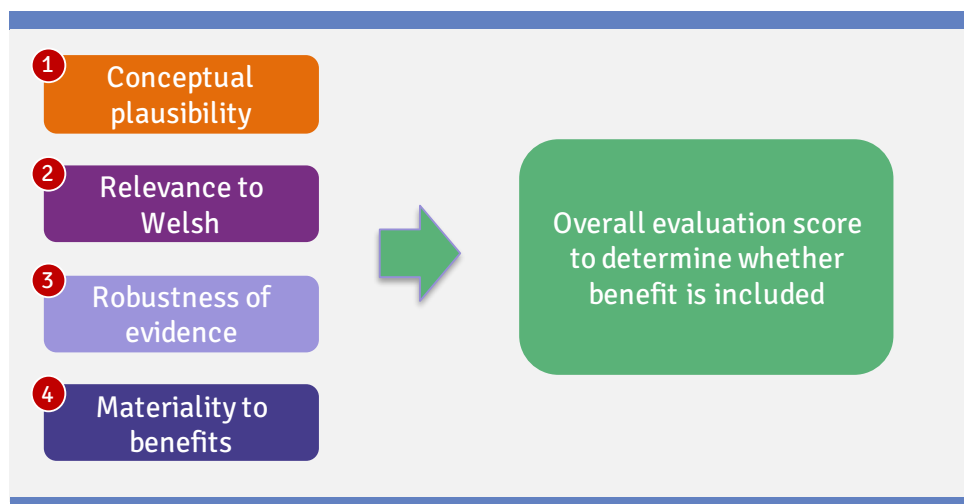 1
Conceptual
plausibility
2
Relevance to
Welsh
3
Robustness of
evidence
4
Materiality to
benefits
Overall evaluation score
to determine whether
benefit is included